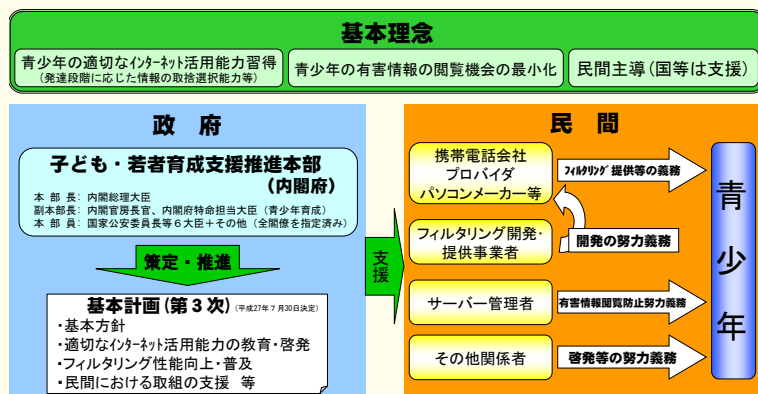 基本理念
青少年の適切なインターネット活用能力習得
(発達段階に応じた情報の取捨選択能力等)
青少年の有害情報の閲覧機会の最小化
民間主導(国等は支援)
政 府
子ども・若者育成支援推進本部
(内閣府)
本 部 長: 内閣総理大臣
副本部長: 内閣官房長官、内閣府特命担当大臣(青少年育成)
本 部 員: 国家公安委員長等6大臣+その他(全閣僚を指定済み)
策定・推進
基本計画(第3次)(平成27年7月30日決定)
・基本方針
・適切なインターネット活用能力の教育・啓発
・フィルタリング性能向上・普及
・民間における取組の支援 等
支援
民 間
携帯電話会社
プロバイダ
パソコンメーカー等
フィルタリング提供等の義務
フィルタリング開発・
提供事業者
開発の努力義務
サーバー管理者
有害情報閲覧防止努力義務
その他関係者
啓発等の努力義務
青少年